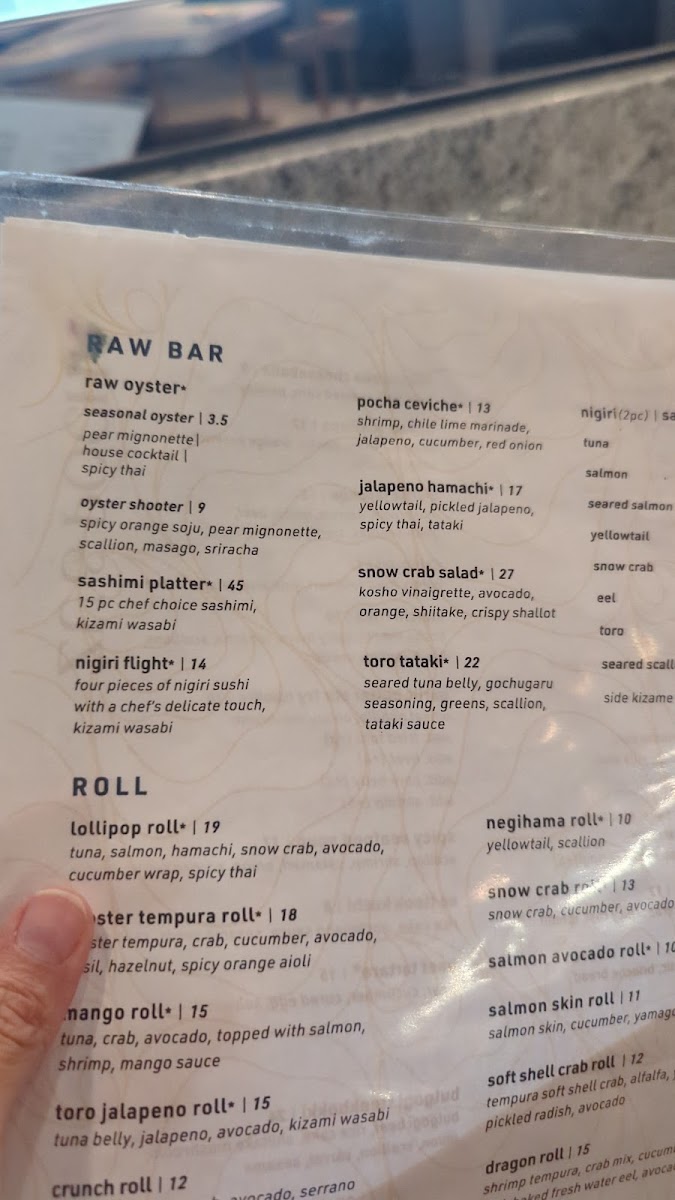 RAW BAR
raw oyster*
seasonal oyster | 3.5
pear mignonette|
house cocktail |
spicy thai
oyster shooter | 9
spicy orange soju, pear mignonette,
scallion, masago, sriracha
sashimi platter* | 45
15 pc chef choice sashimi,
kizami wasabi
nigiri flight* | 14
four pieces of nigiri sushi
with a chef's delicate touch,
kizami wasabi
pocha ceviche* | 13
shrimp, chile lime marinade,
jalapeno, cucumber, red onion
jalapeno hamachi* | 17
yellowtail, pickled jalapeno,
spicy thai, tataki
snow crab salad* | 27
kosho vinaigrette, avocado,
orange, shiitake, crispy shallot
toro tataki* | 22
seared tuna belly, gochugaru
seasoning, greens, scallion,
tataki sauce
nigiri(2pc) | sa
tuna
salmon
seared salmon
yellowtail
snow crab
eel
toro
seared scall
side kizame
ROLL
lollipop roll* | 19
tuna, salmon, hamachi, snow crab, avocado,
cucumber wrap, spicy thai
ster tempura roll* | 18
ster tempura, crab, cucumber, avocado,
sil, hazelnut, spicy orange aioli
mango roll* | 15
tuna, crab, avocado, topped with salmon,
shrimp, mango sauce
toro jalapeno roll* | 15
tuna belly, jalapeno, avocado, kizami wasabi
crunch roll | 12
avocado, serrano
negihama roll* | 10
yellowtail, scallion
snow crab | 13
snow crab, cucumber, avocado
salmon avocado roll* | 10
salmon skin roll | 11
salmon skin, cucumber, yamago
soft shell crab roll | 12
tempura soft shell crab, alfalfa,
pickled radish, avocado
dragon roll | 15
shrimp tempura, crab mix, cucum
baked fresh water eel, avoca